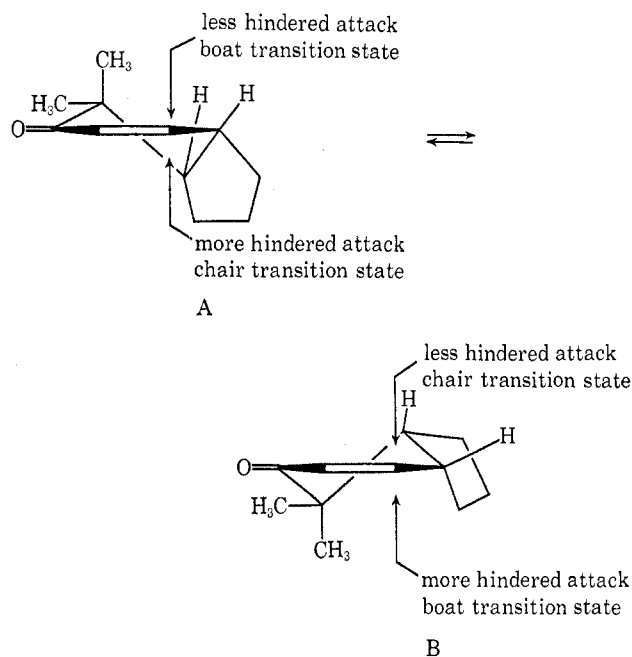 less hindered attack
boat transition state
CH₃
H₃C
H
H
O
more hindered attack
chair transition state
A
less hindered attack
chair transition state
H
H
O
H₃C
CH₃
more hindered attack
boat transition state
B